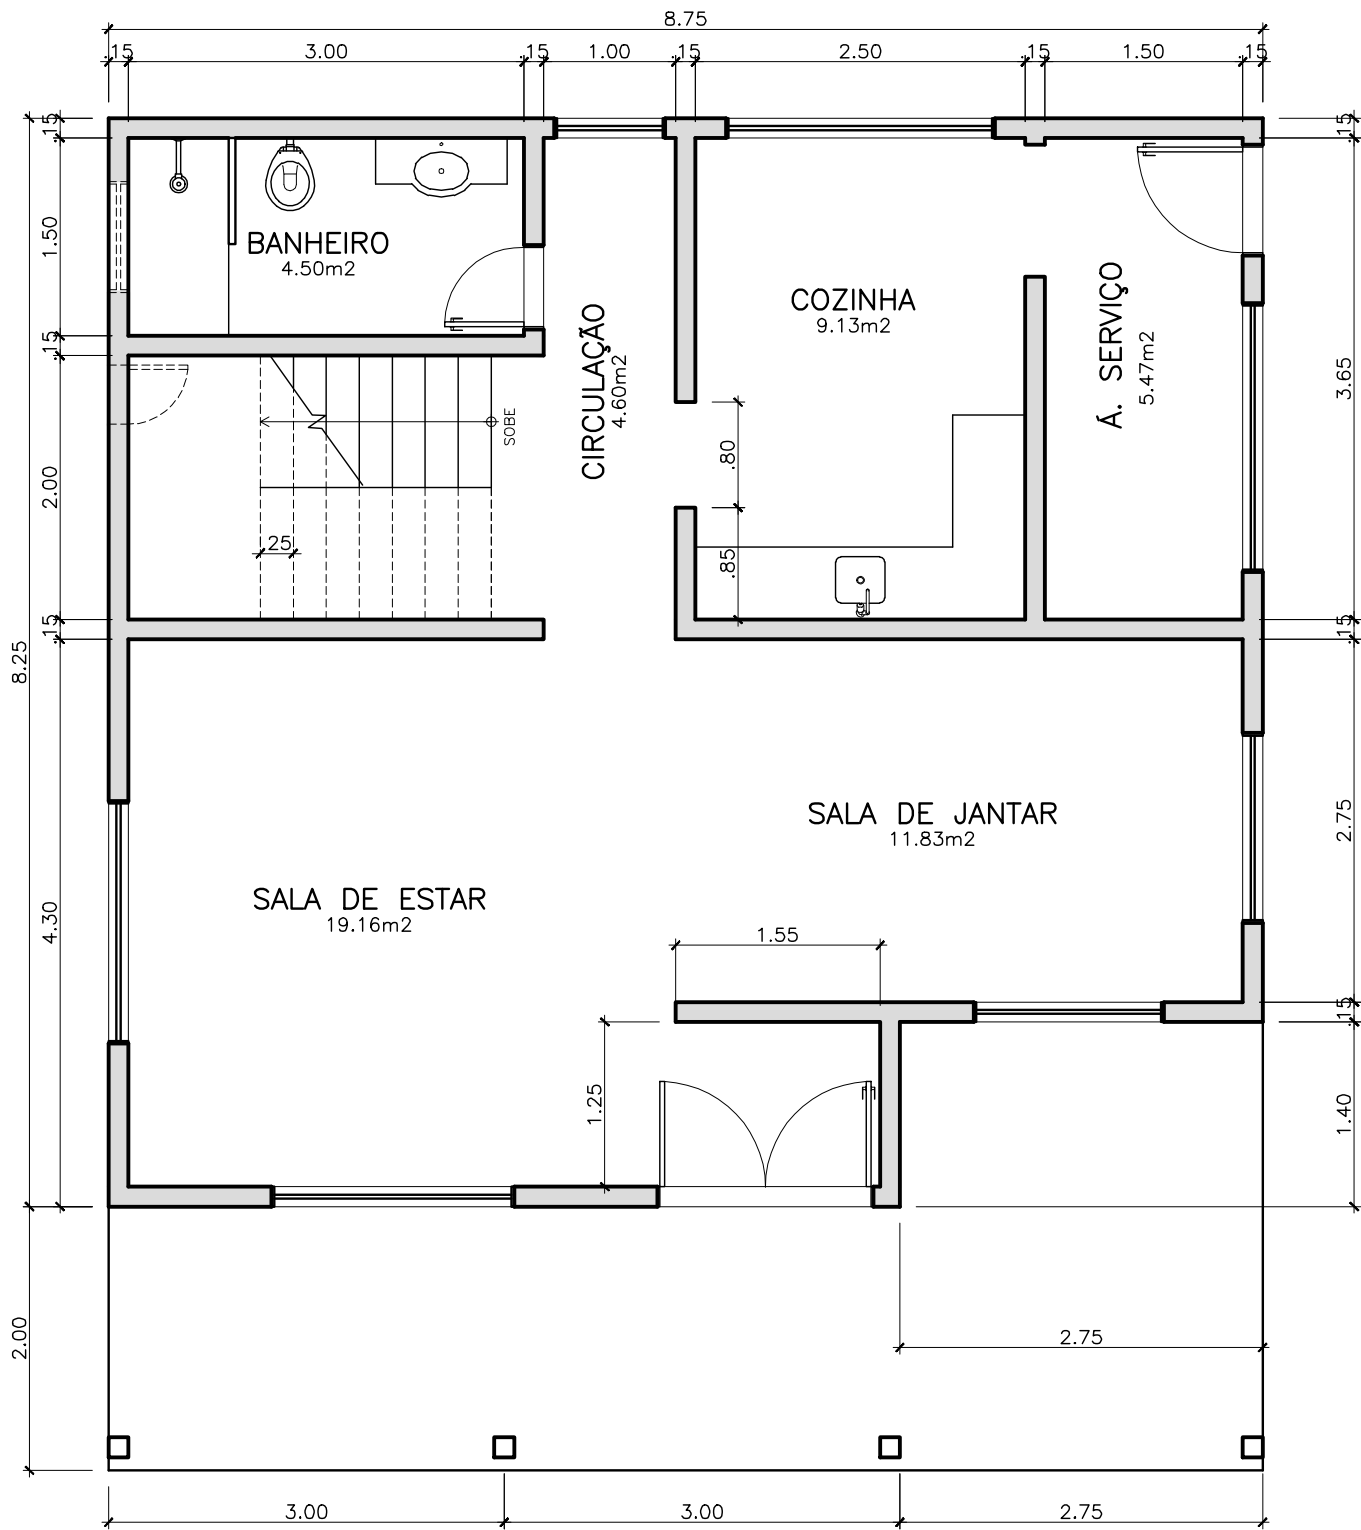 8.75
.15
3.00
.15
1.00
.15
2.50
.15
1.50
.15
.15
.15
1.50
BANHEIRO
4.50m2
COZINHA
9.13m2
Á. SERVIÇO
5.47m2
CIRCULAÇÃO
4.60m2
.15
3.65
SOBE
.80
2.00
25
.85
.15
.15
8.25
SALA DE JANTAR
11.83m2
2.75
SALA DE ESTAR
19.16m2
4.30
1.55
.15
1.25
1.40
2.00
2.75
3.00
3.00
2.75